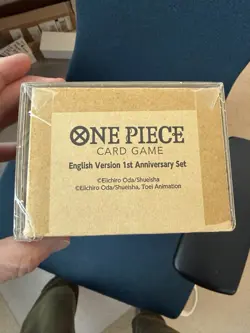 ONE PIECE
CARD GAME
English Version 1st Anniversary Set
©Eiichiro Oda/Shueisha
©Eiichiro Oda/Shueisha, Toei Animation